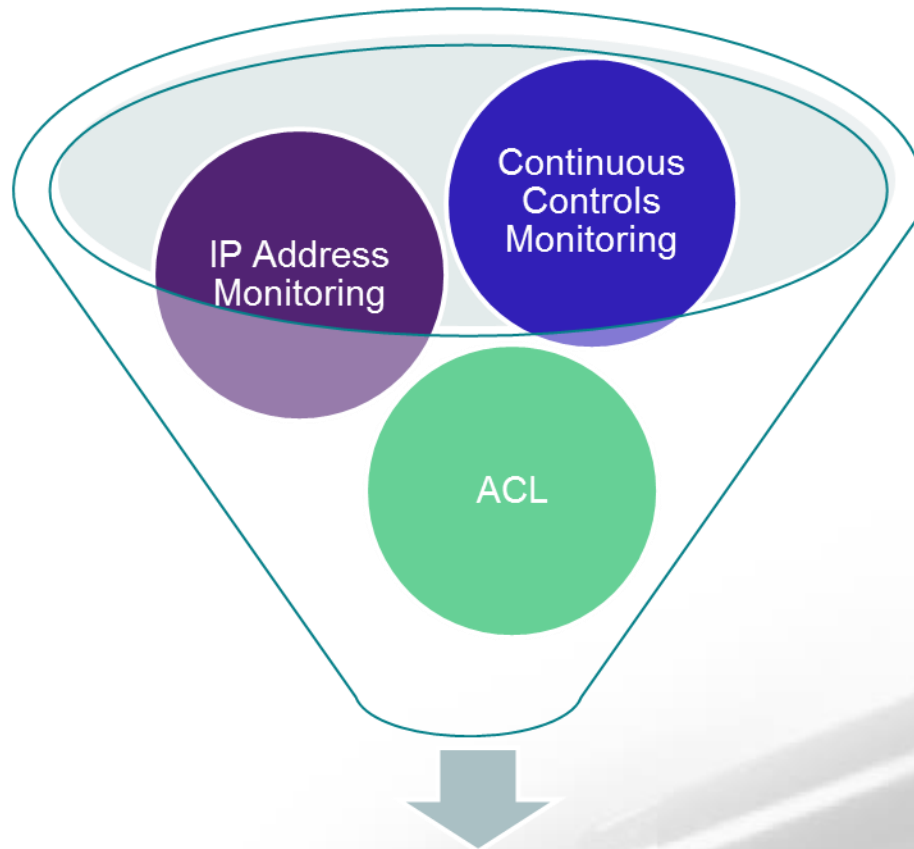 Continuous
Controls
Monitoring
IP Address
Monitoring
ACL